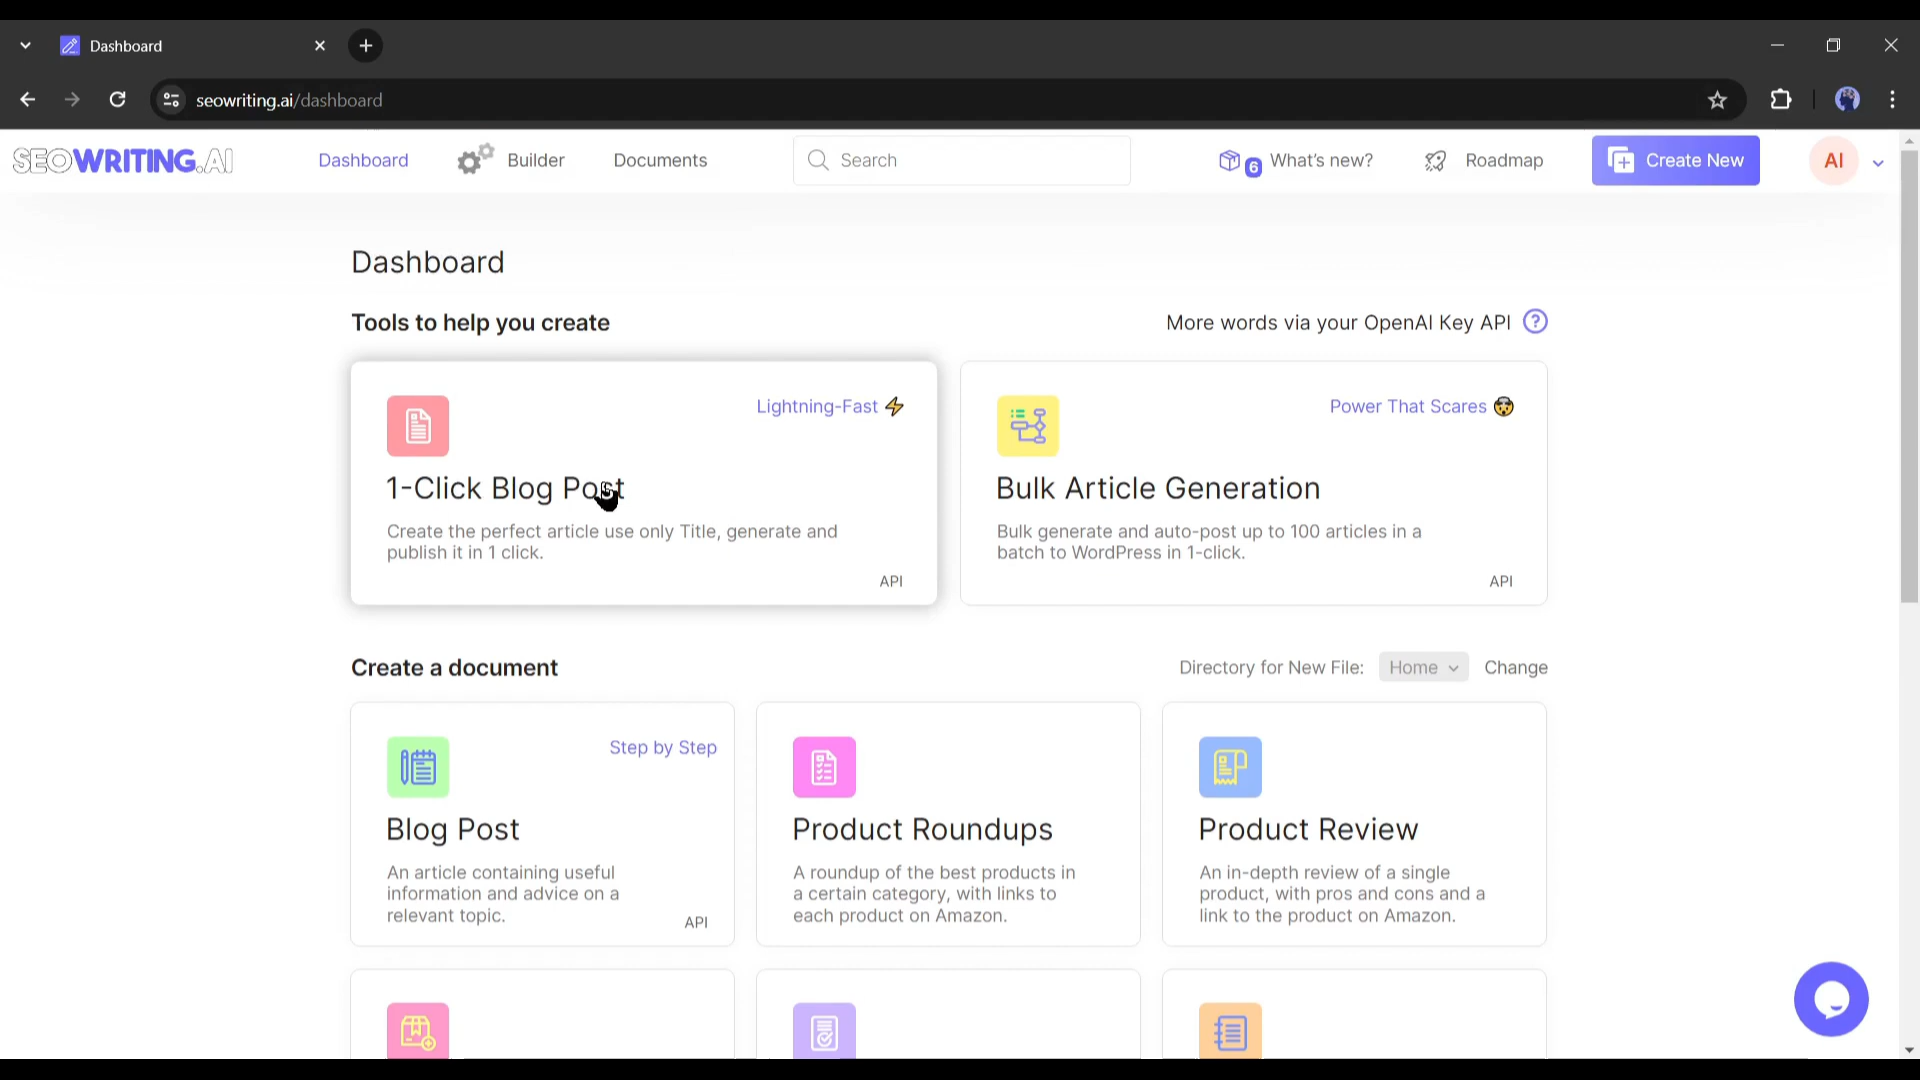 Dashboard
seowriting.ai/dashboard
SEOWRITING.AI
Dashboard
Builder
Documents
Search
6
What's new?
Roadmap
Create New
AI
Dashboard
Tools to help you create
More words via your OpenAI Key API ?
Lightning-Fast
1-Click Blog Post
Create the perfect article use only Title, generate and
publish it in 1 click.
API
Power That Scares
Bulk Article Generation
Bulk generate and auto-post up to 100 articles in a
batch to WordPress in 1-click.
API
Create a document
Directory for New File: Home Change
Step by Step
Blog Post
An article containing useful
information and advice on a
relevant topic.
API
Product Roundups
A roundup of the best products in
a certain category, with links to
each product on Amazon.
Product Review
An in-depth review of a single
product, with pros and cons and a
link to the product on Amazon.